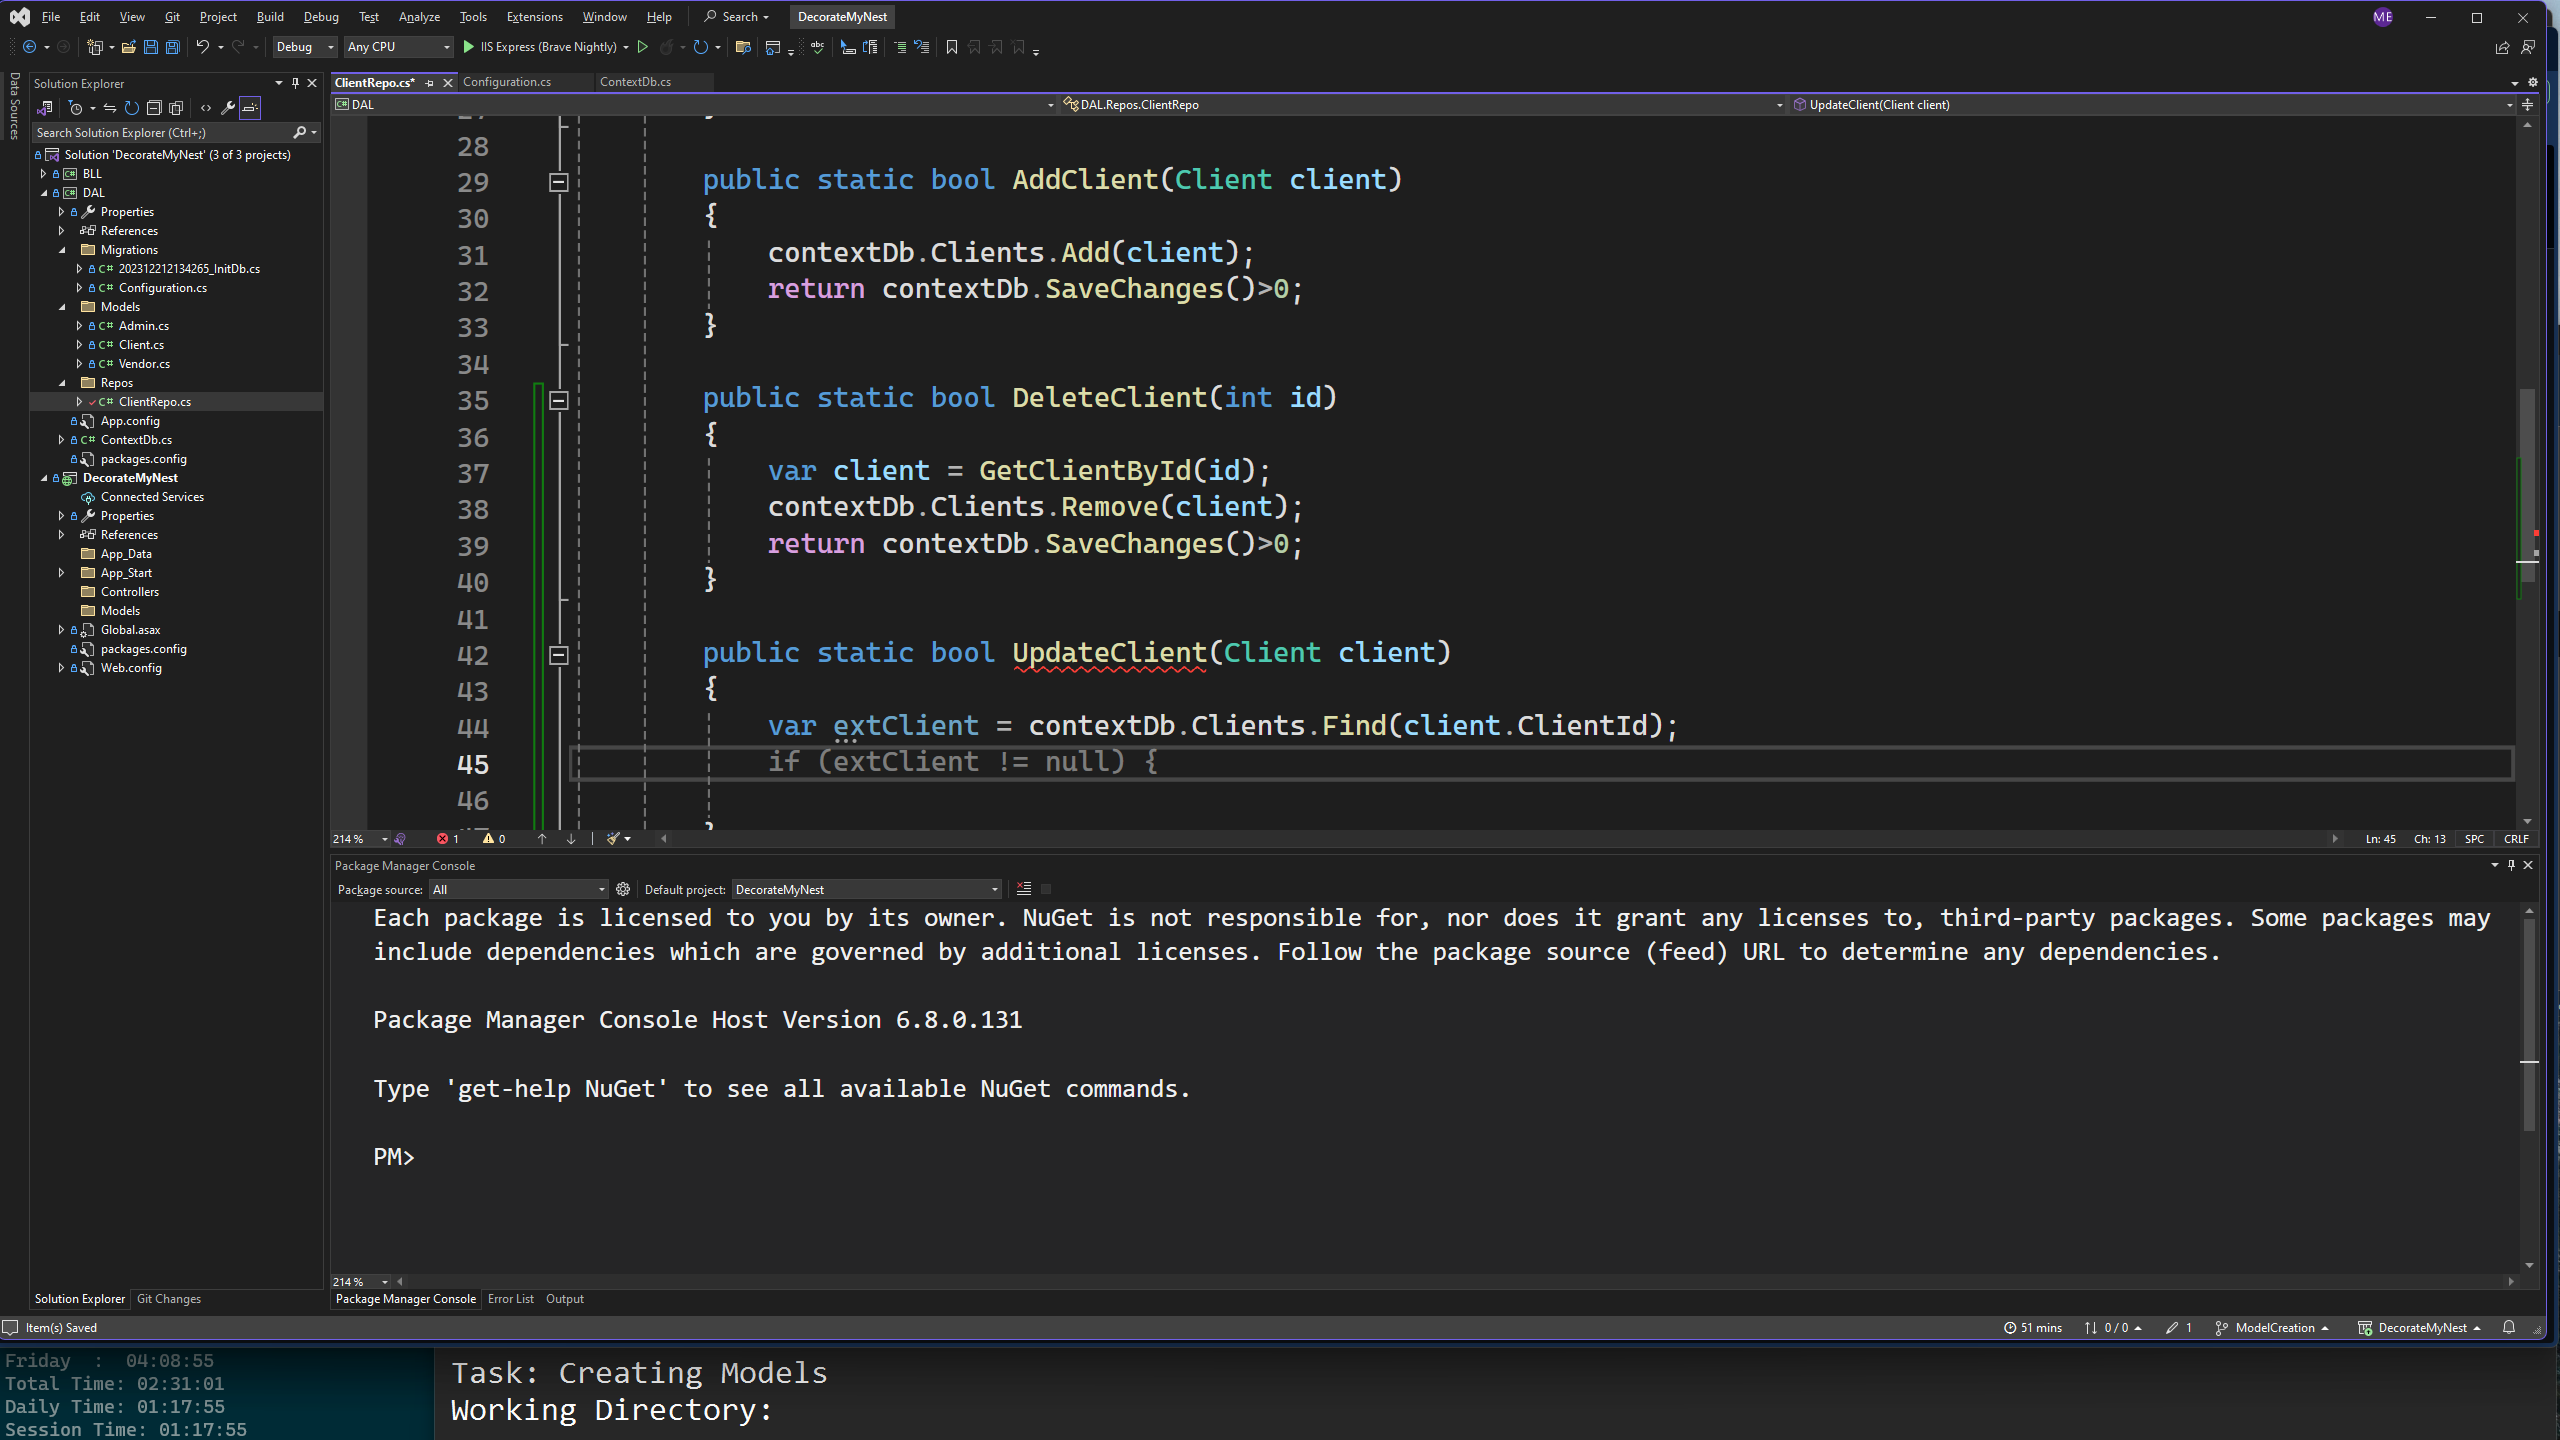 File Edit View Git Project Build Debug Test Analyze Tools Extensions Window Help Search DecorateMyNest ME
Debug Any CPU IIS Express (Brave Nightly)
Data Sources
Solution Explorer
Search Solution Explorer (Ctrl+;)
Solution 'DecorateMyNest' (3 of 3 projects)
BLL
DAL
Properties
References
Migrations
C# 202312212134265_InitDb.cs
C# Configuration.cs
Models
C# Admin.cs
C# Client.cs
C# Vendor.cs
Repos
C# ClientRepo.cs
App.config
C# ContextDb.cs
packages.config
DecorateMyNest
Connected Services
Properties
References
App_Data
App_Start
Controllers
Models
Global.asax
packages.config
Web.config
Solution Explorer Git Changes
ClientRepo.cs* Configuration.cs ContextDb.cs
C# DAL DAL.Repos.ClientRepo UpdateClient(Client client)
28
29 public static bool AddClient(Client client)
30 {
31 contextDb.Clients.Add(client);
32 return contextDb.SaveChanges()>0;
33 }
34
35 public static bool DeleteClient(int id)
36 {
37 var client = GetClientById(id);
38 contextDb.Clients.Remove(client);
39 return contextDb.SaveChanges()>0;
40 }
41
42 public static bool UpdateClient(Client client)
43 {
44 var extClient = contextDb.Clients.Find(client.ClientId);
45 if (extClient != null) {
46
214 % 1 0 Ln: 45 Ch: 13 SPC CRLF
Package Manager Console
Package source: All Default project: DecorateMyNest
Each package is licensed to you by its owner. NuGet is not responsible for, nor does it grant any licenses to, third-party packages. Some packages may
include dependencies which are governed by additional licenses. Follow the package source (feed) URL to determine any dependencies.
Package Manager Console Host Version 6.8.0.131
Type 'get-help NuGet' to see all available NuGet commands.
PM>
214 %
Package Manager Console Error List Output
Item(s) Saved 51 mins 0 / 0 1 ModelCreation DecorateMyNest
Friday : 04:08:55
Total Time: 02:31:01
Daily Time: 01:17:55
Session Time: 01:17:55
Task: Creating Models
Working Directory: